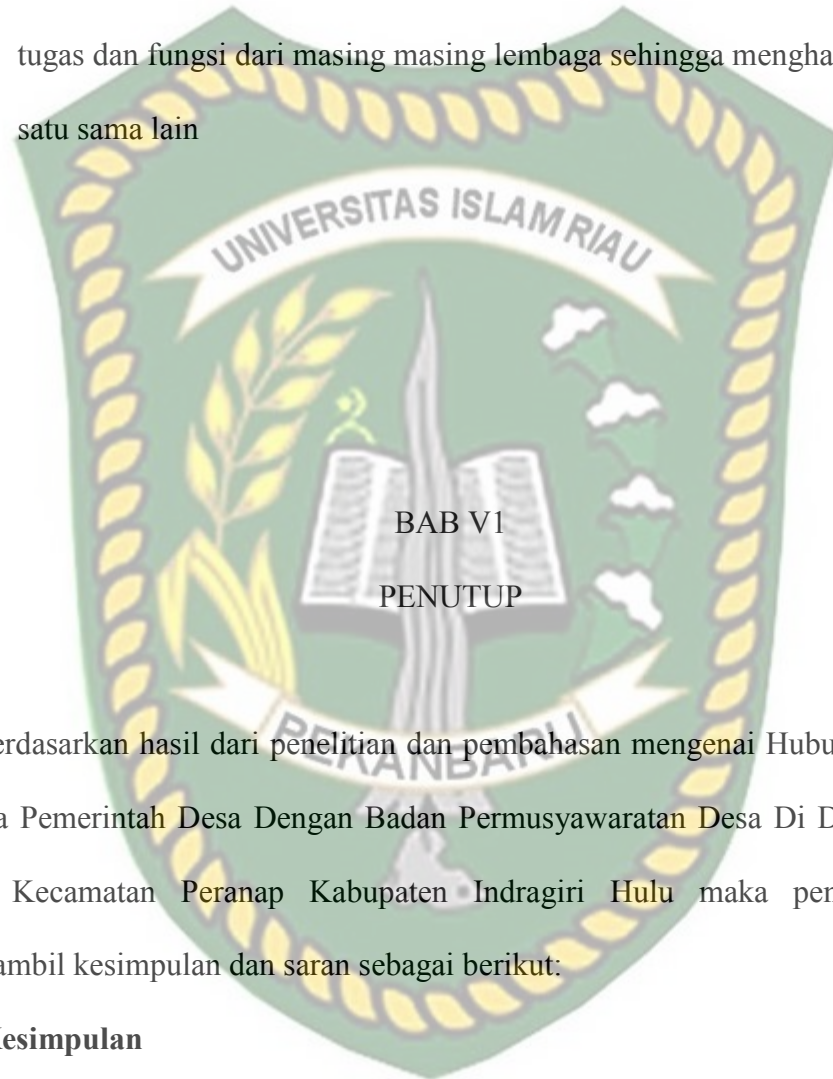 tugas dan fungsi dari masing masing lembaga sehingga mengha
satu sama lain
UNIVERSITAS ISLAM RIAU
BAB V1
PENUTUP
PEKANBARU
erdasarkan hasil dari penelitian dan pembahasan mengenai Hubu
a Pemerintah Desa Dengan Badan Permusyawaratan Desa Di D
Kecamatan Peranap Kabupaten Indragiri Hulu maka pen
ambil kesimpulan dan saran sebagai berikut:
Kesimpulan